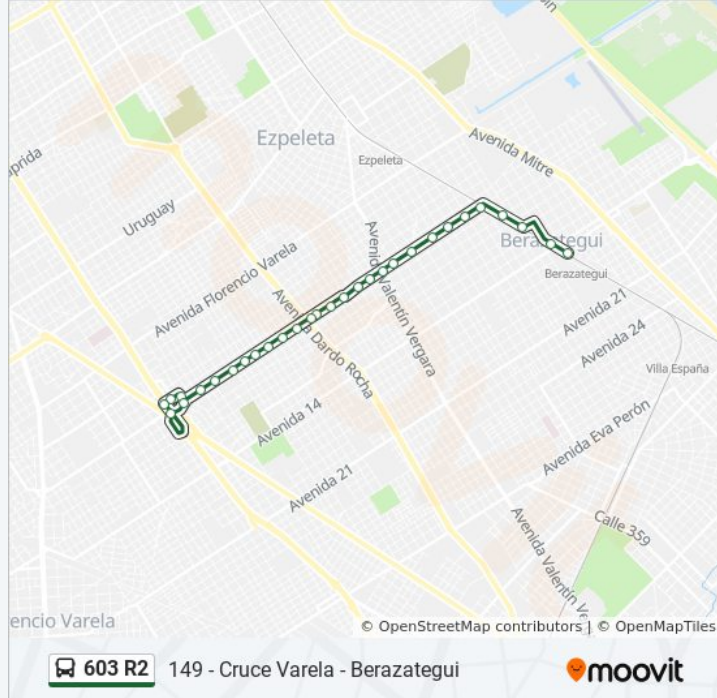 Ezpeleta
Ezpeleta
Avenida Mitre
Uruguay
Avenida Florencio Varela
Avenida Valentín Vergara
Berazategui
Berazategui
Avenida Dardo Rocha
Avenida 21
Avenida 24
Villa España
Avenida 14
Avenida Eva Perón
Avenida 21
Calle 359
Avenida Valentín Ve
encio Varela
© OpenStreetMap contributors | © OpenMapTiles
603 R2 149 - Cruce Varela - Berazategui
moovit